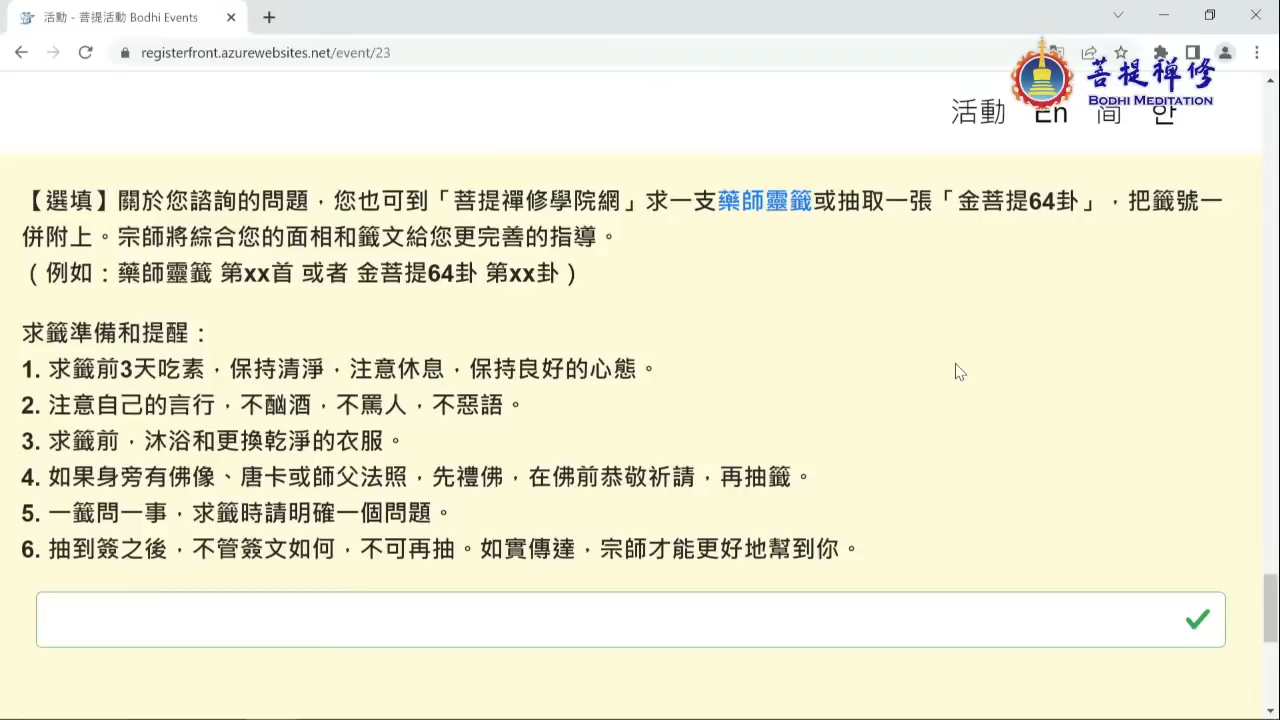 活動 - 菩提活動 Bodhi Events
registerfront.azurewebsites.net/event/23
菩提禪修
BODHI MEDITATION
活動 En 简 한
【選填】關於您諮詢的問題，您也可到「菩提禪修學院網」求一支藥師靈籤或抽取一張「金菩提64卦」，把籤號一
併附上。宗師將綜合您的面相和籤文給您更完善的指導。
（例如：藥師靈籤 第xx首 或者 金菩提64卦 第xx卦）
求籤準備和提醒：
1. 求籤前3天吃素，保持清淨，注意休息，保持良好的心態。
2. 注意自己的言行，不酗酒，不罵人，不惡語。
3. 求籤前，沐浴和更換乾淨的衣服。
4. 如果身旁有佛像、唐卡或師父法照，先禮佛，在佛前恭敬祈請，再抽籤。
5. 一籤問一事，求籤時請明確一個問題。
6. 抽到簽之後，不管簽文如何，不可再抽。如實傳達，宗師才能更好地幫到你。